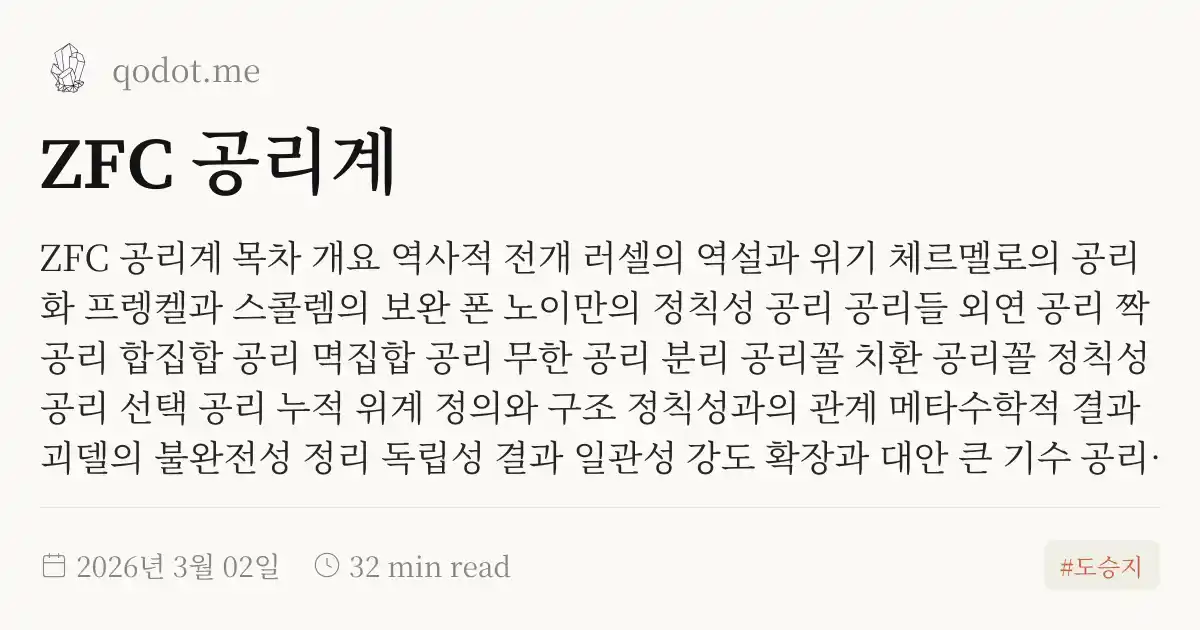 qodot.me
ZFC 공리계
ZFC 공리계 목차 개요 역사적 전개 러셀의 역설과 위기 체르멜로의 공리
화 프렝켈과 스콜렘의 보완 폰 노이만의 정칙성 공리 공리들 외연 공리 짝
공리 합집합 공리 멱집합 공리 무한 공리 분리 공리꼴 치환 공리꼴 정칙성
공리 선택 공리 누적 위계 정의와 구조 정칙성과의 관계 메타수학적 결과
괴델의 불완전성 정리 독립성 결과 일관성 강도 확장과 대안 큰 기수 공리·
2026년 3월 02일 32 min read
#도승지